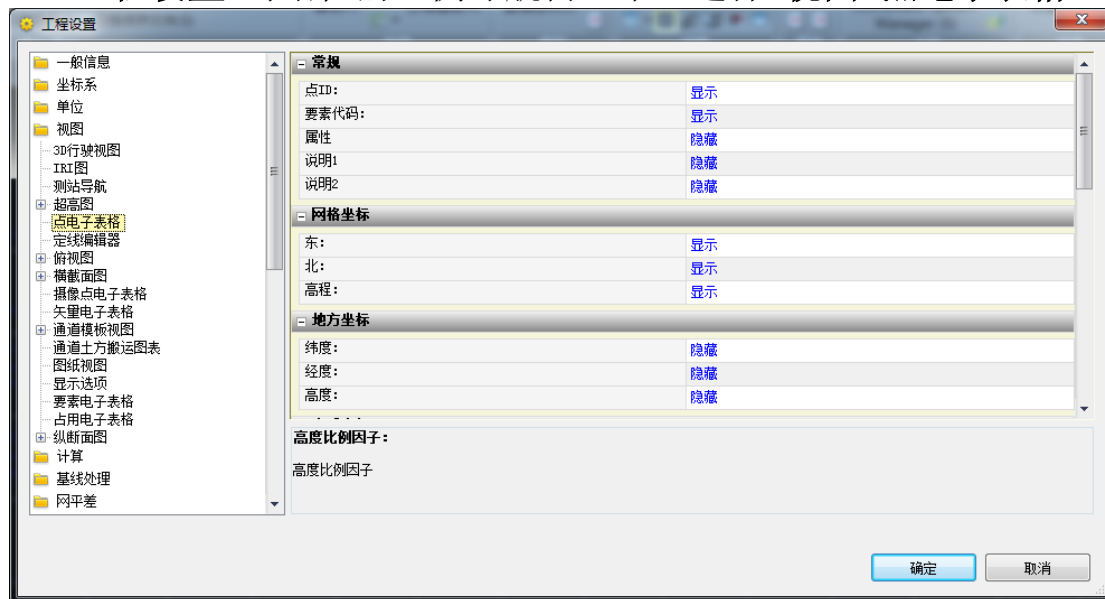 工程设置
一般信息
坐标系
单位
视图
3D行驶视图
IRI图
测站导航
超高图
点电子表格
定线编辑器
俯视图
横截面图
摄像点电子表格
矢量电子表格
通道模板视图
通道土方搬运图表
图纸视图
显示选项
要素电子表格
占用电子表格
纵断面图
计算
基线处理
网平差
常规
点ID: 显示
要素代码: 显示
属性 隐藏
说明1 隐藏
说明2 隐藏
网格坐标
东: 显示
北: 显示
高程: 显示
地方坐标
纬度: 隐藏
经度: 隐藏
高度: 隐藏
高度比例因子:
高度比例因子
确定 取消